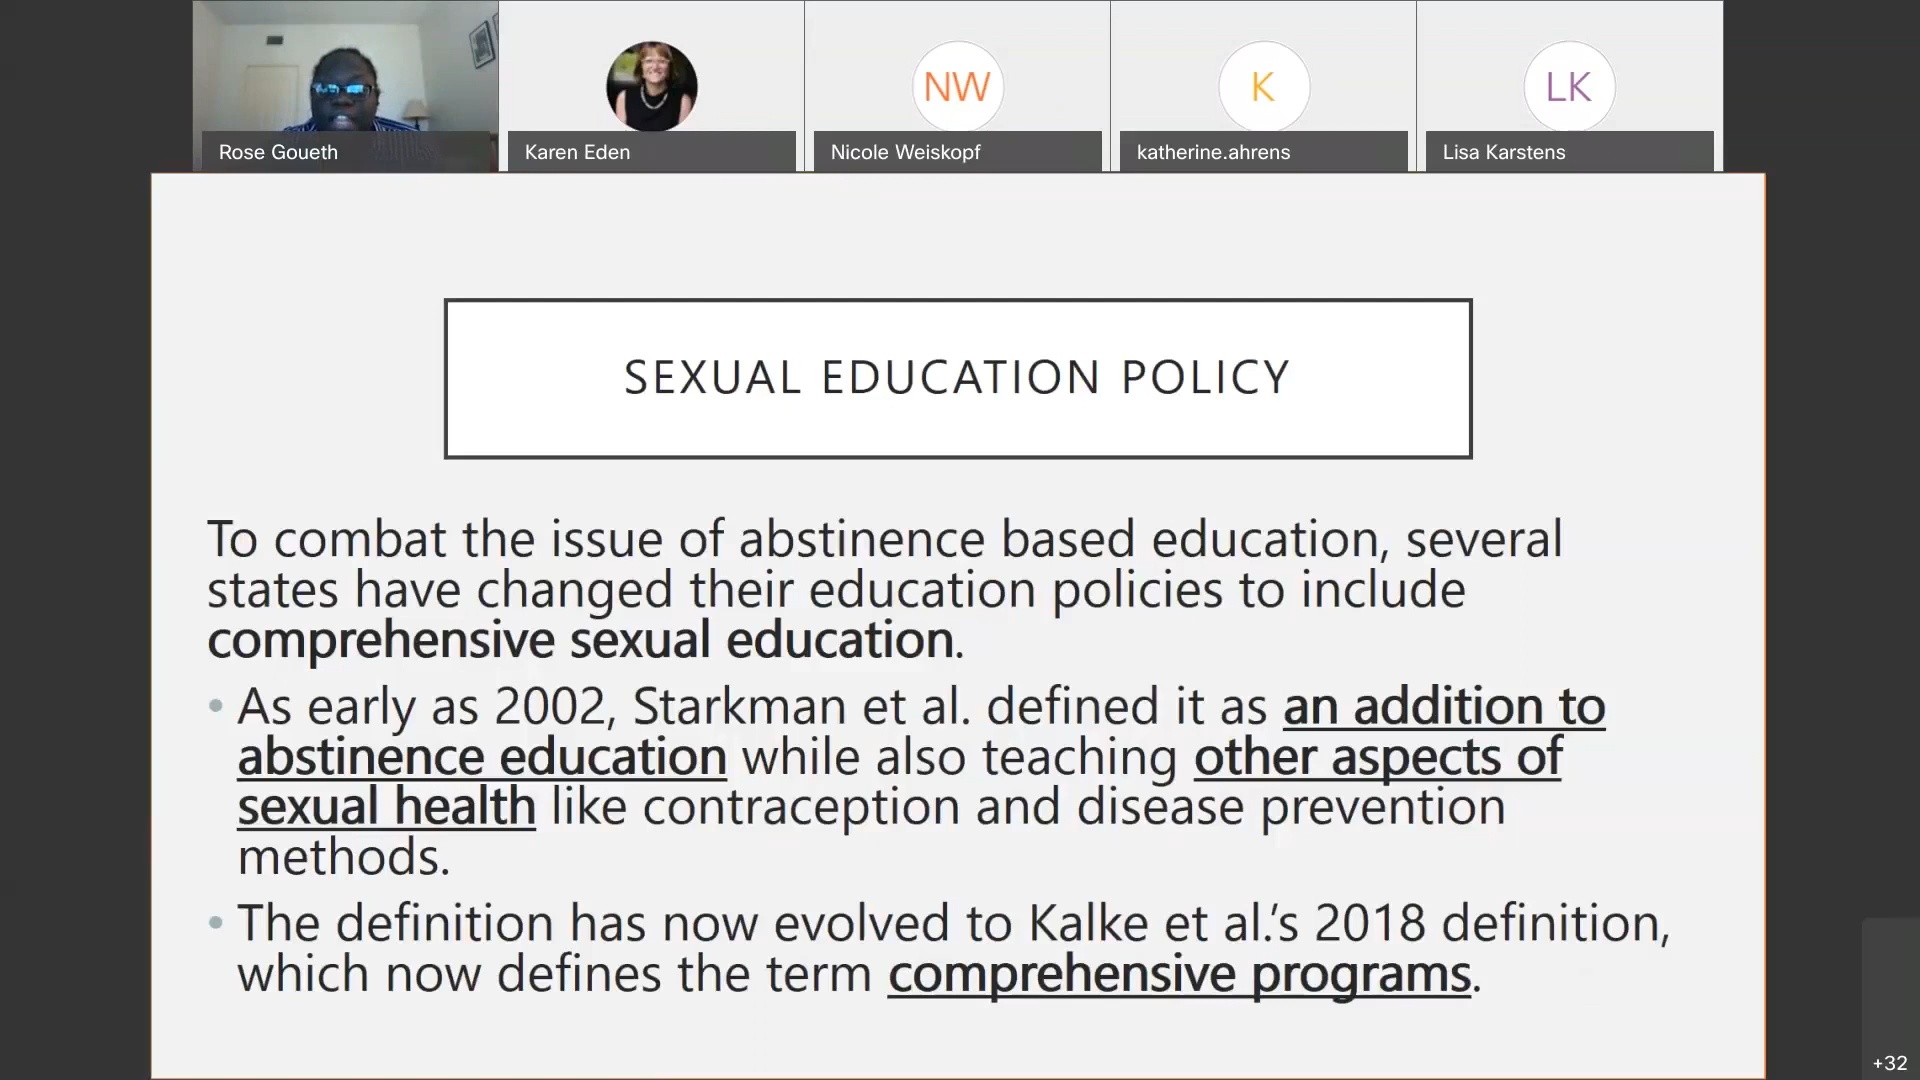 NW
K
LK
Rose Goueth
Karen Eden
Nicole Weiskopf
katherine.ahrens
Lisa Karstens
SEXUAL EDUCATION POLICY
To combat the issue of abstinence based education, several
states have changed their education policies to include
comprehensive sexual education.
• As early as 2002, Starkman et al. defined it as an addition to
abstinence education while also teaching other aspects of
sexual health like contraception and disease prevention
methods.
• The definition has now evolved to Kalke et al.’s 2018 definition,
which now defines the term comprehensive programs.
+32